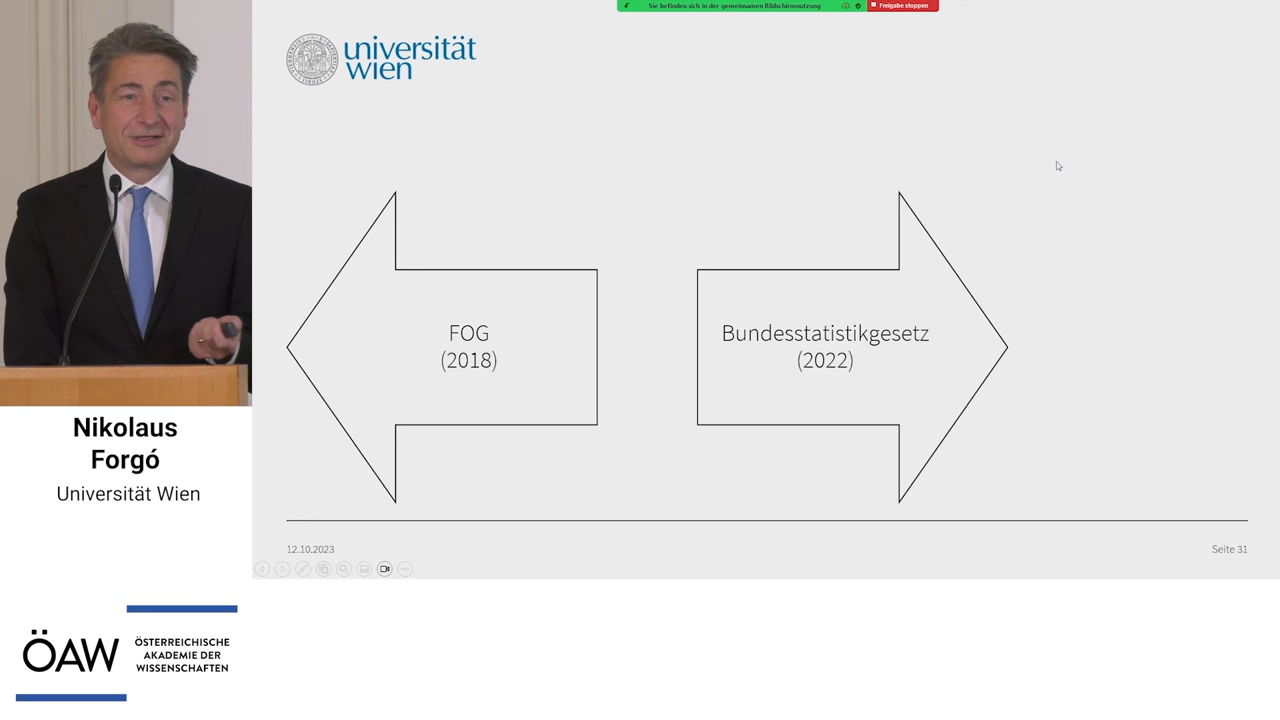 Sie befinden sich in der gemeinsamen Bildschirmnutzung
Freigabe stoppen
universität
wien
FOG
(2018)
Bundesstatistikgesetz
(2022)
Nikolaus
Forgó
Universität Wien
12.10.2023
Seite 31
ÖAW
ÖSTERREICHISCHE
AKADEMIE DER
WISSENSCHAFTEN